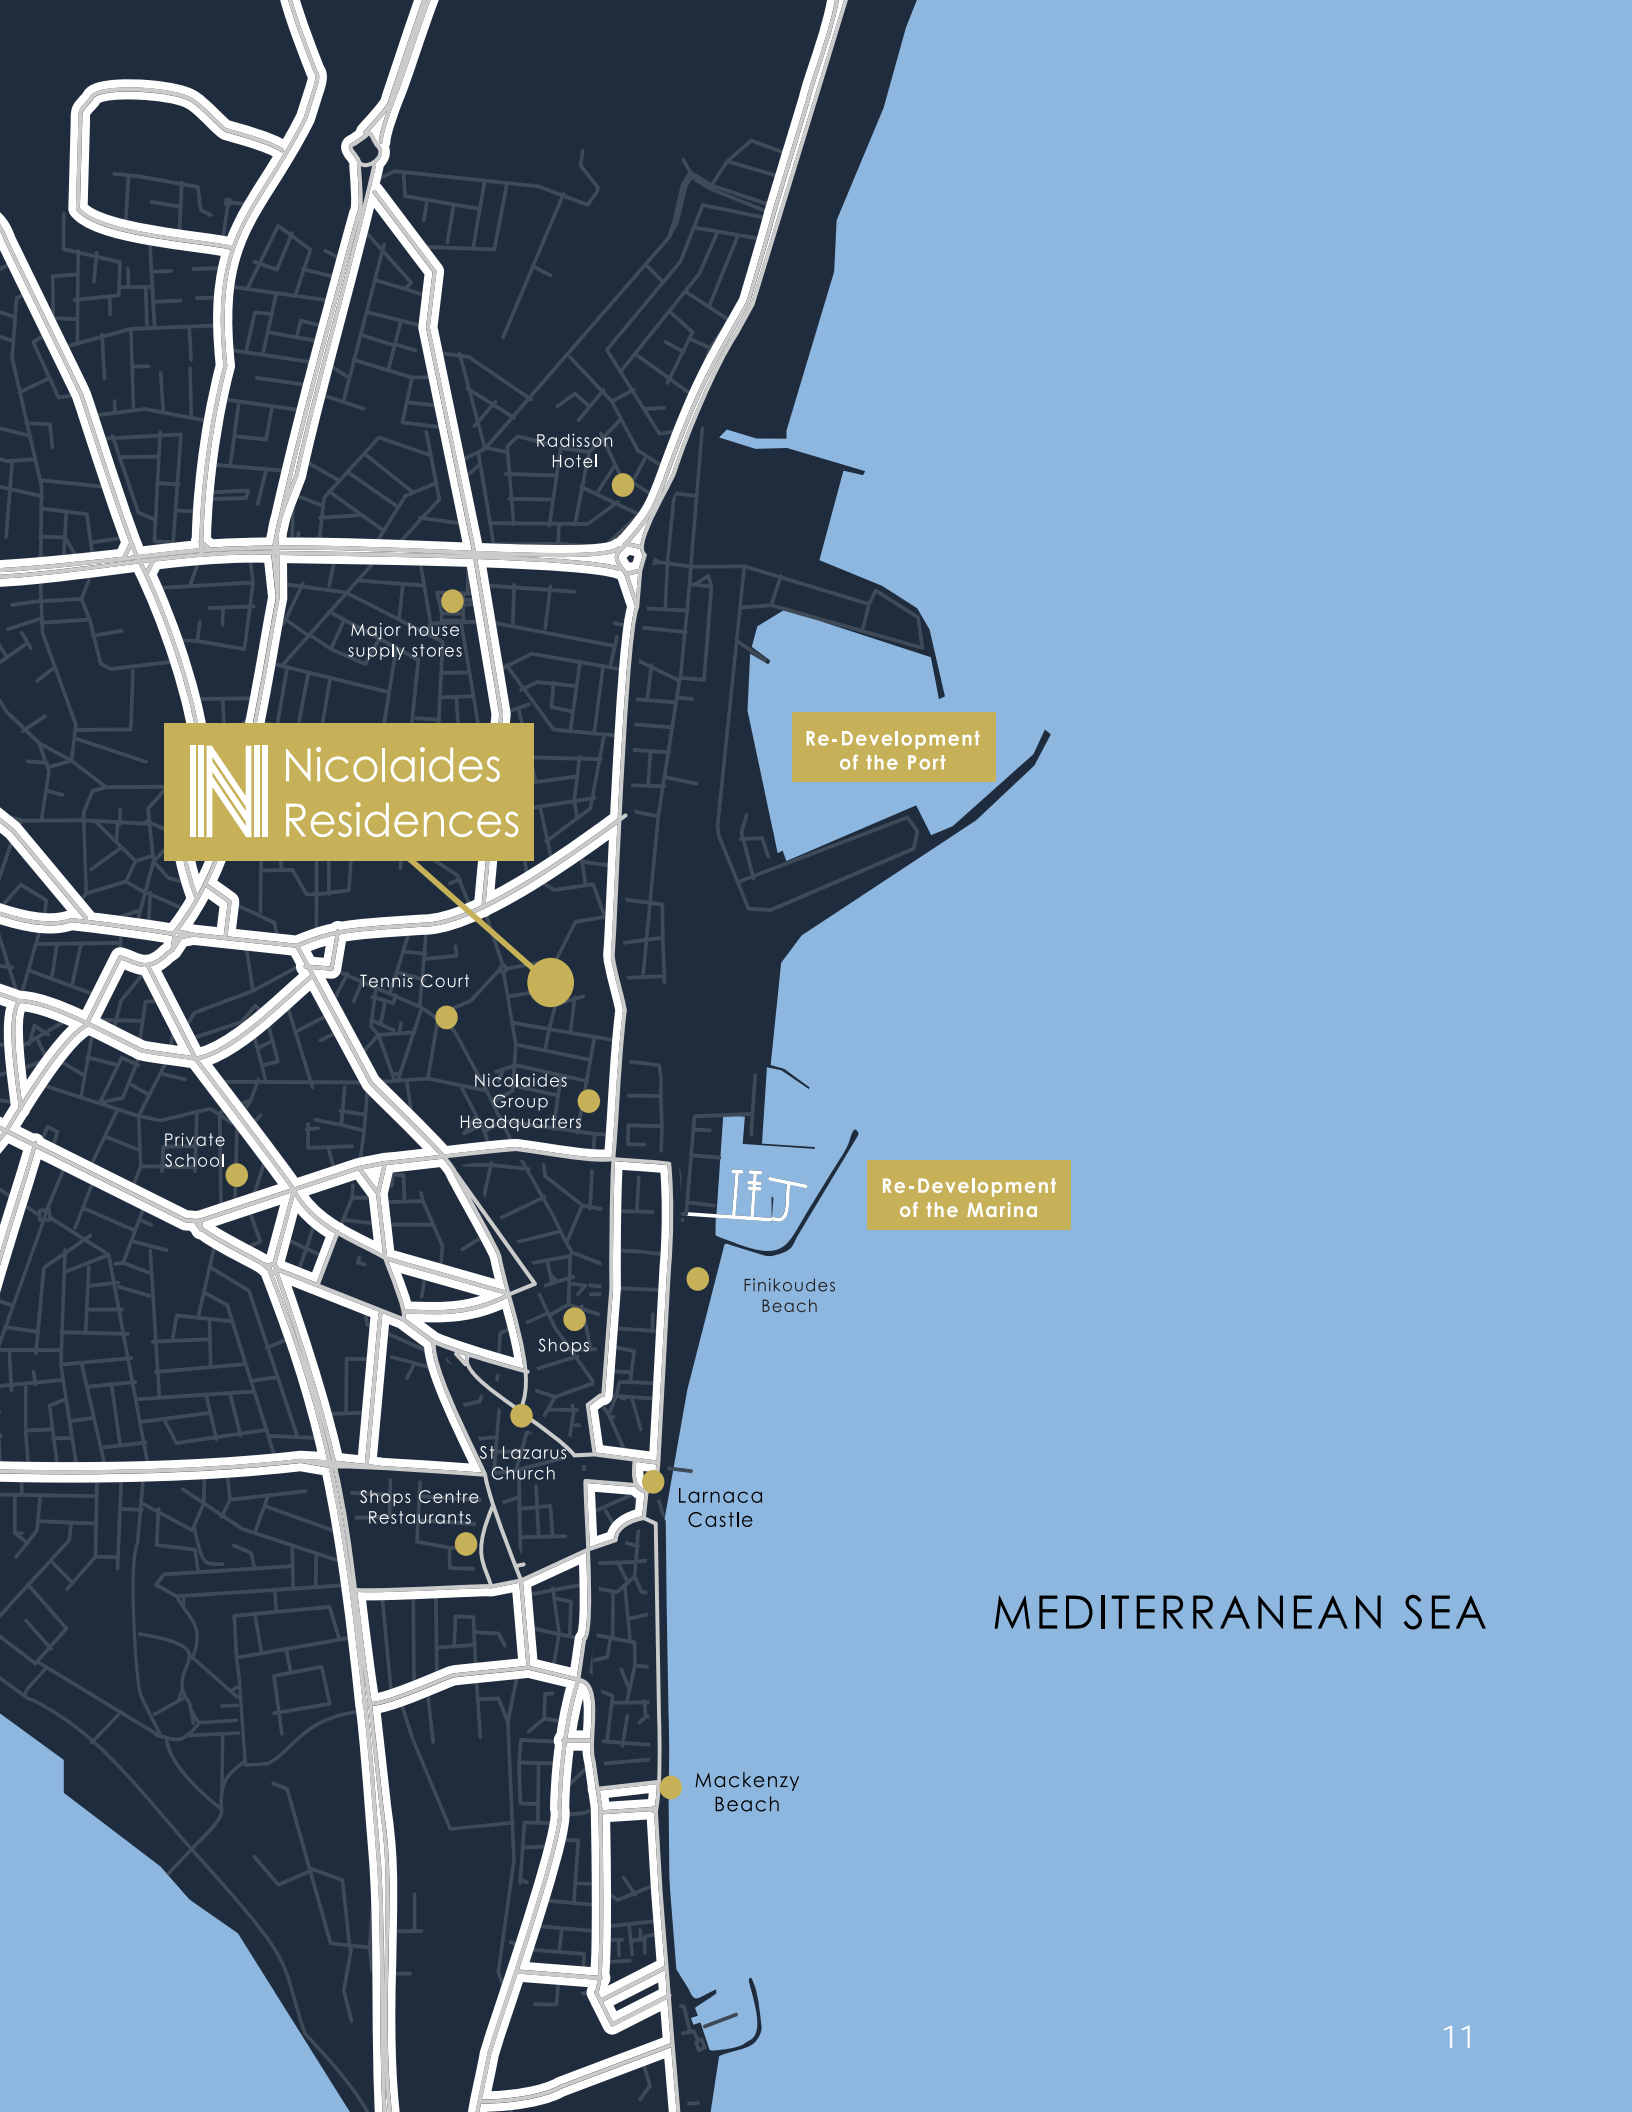 Radisson
Hotel
Major house
supply stores
Re-Development
of the Port
N Nicolaides
Residences
Tennis Court
Nicolaides
Group
Headquarters
Private
School
Re-Development
of the Marina
Finikoudes
Beach
Shops
St Lazarus
Church
Larnaca
Castle
Shops Centre
Restaurants
MEDITERRANEAN SEA
Mackenzy
Beach
11